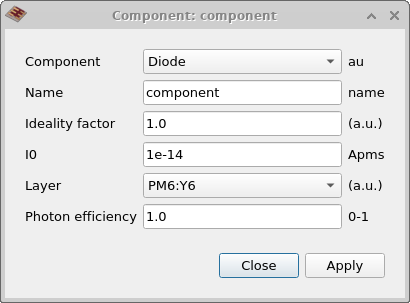 Component: component
Component Diode au
Name component name
Ideality factor 1.0 (a.u.)
I0 1e-14 Apms
Layer PM6:Y6 (a.u.)
Photon efficiency 1.0 0-1
Close Apply